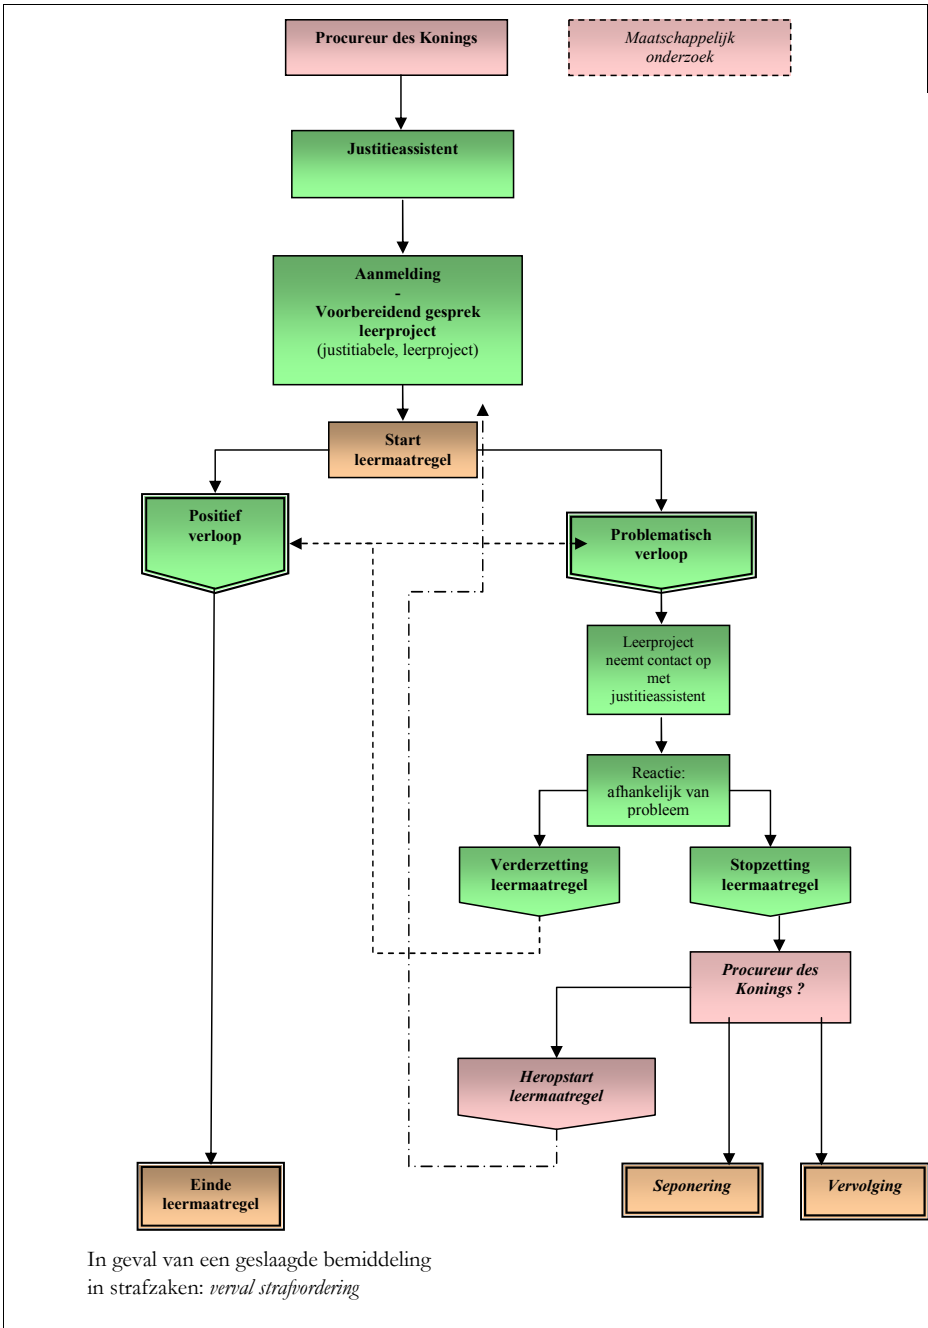 Procureur des Konings
Maatschappelijk
onderzoek
Justitieassistent
Aanmelding
-
Voorbereidend gesprek
leerproject
(justitiabele, leerproject)
Start
leermaatregel
Positief
verloop
Problematisch
verloop
Leerproject
neemt contact op
met
justitieassistent
Reactie:
afhankelijk van
probleem
Verderzetting
leermaatregel
Stopzetting
leermaatregel
Procureur des
Konings ?
Heropstart
leermaatregel
Einde
leermaatregel
Seponering
Vervolging
In geval van een geslaagde bemiddeling
in strafzaken: verval strafvordering